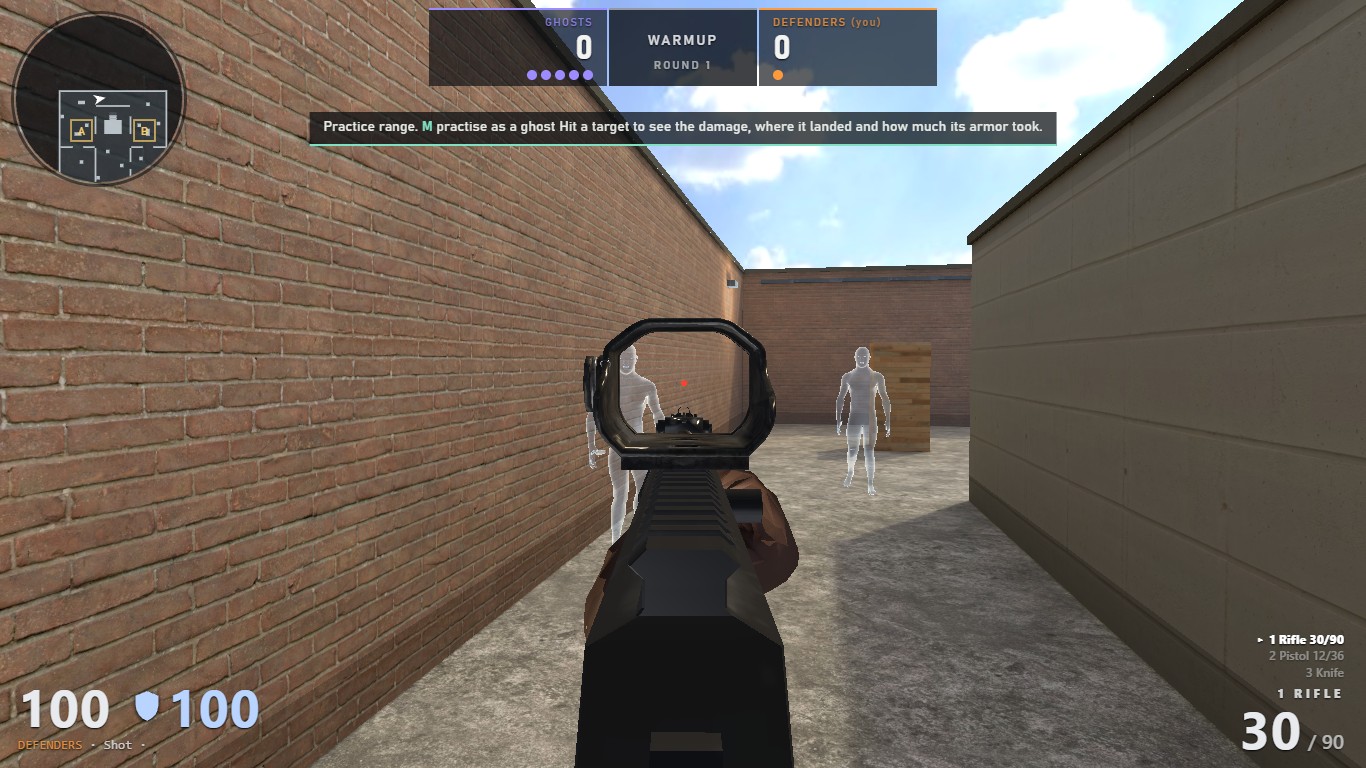 GHOSTS
0
WARMUP
ROUND 1
DEFENDERS (you)
0
A
B
Practice range. M practise as a ghost Hit a target to see the damage, where it landed and how much its armor took.
100 100
DEFENDERS · Shot ·
▸ 1 Rifle 30/90
2 Pistol 12/36
3 Knife
1 RIFLE
30 / 90